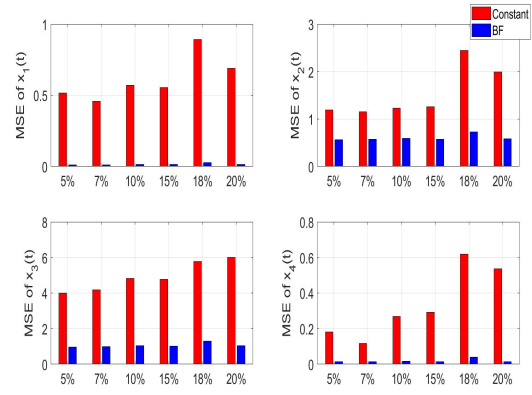 Constant
BF
MSE of x1(t)
1
0.5
0
5% 7% 10% 15% 18% 20%
MSE of x2(t)
3
2
1
0
5% 7% 10% 15% 18% 20%
MSE of x3(t)
8
6
4
2
0
5% 7% 10% 15% 18% 20%
MSE of x4(t)
0.8
0.6
0.4
0.2
0
5% 7% 10% 15% 18% 20%